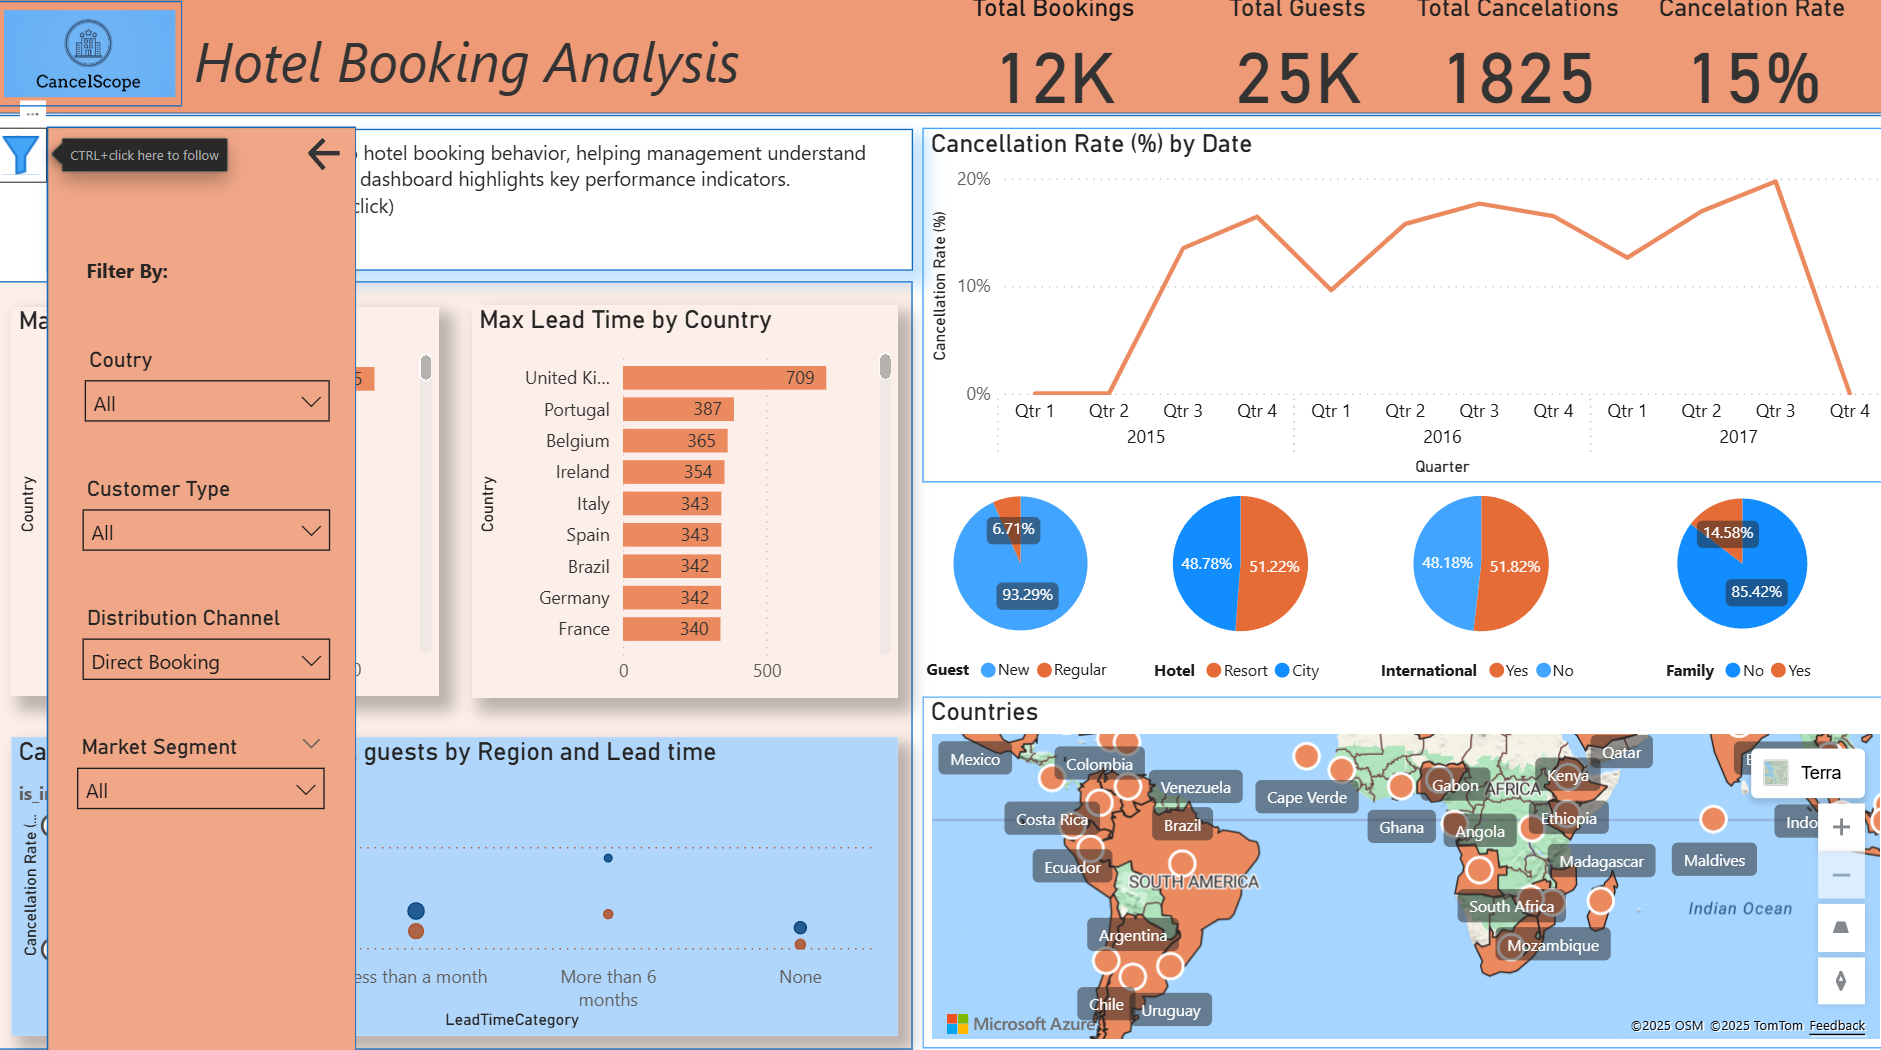 Total Bookings
Total Guests
Total Cancelations
Cancelation Rate
CancelScope
Hotel Booking Analysis
12K
25K
1825
15%
CTRL+click here to follow
hotel booking behavior, helping management understand
dashboard highlights key performance indicators.
click)
Filter By:
Coutry
All
Customer Type
All
Distribution Channel
Direct Booking
Market Segment
All
Ma
Country
5
0
Max Lead Time by Country
Country
United Ki...
709
Portugal
387
Belgium
365
Ireland
354
Italy
343
Spain
343
Brazil
342
Germany
342
France
340
0
500
Ca
guests by Region and Lead time
Cancellation Rate (...
ess than a month
More than 6
months
None
LeadTimeCategory
Cancellation Rate (%) by Date
Cancellation Rate (%)
20%
10%
0%
Qtr 1
Qtr 2
Qtr 3
Qtr 4
Qtr 1
Qtr 2
Qtr 3
Qtr 4
Qtr 1
Qtr 2
Qtr 3
Qtr 4
2015
2016
2017
Quarter
6.71%
93.29%
48.78%
51.22%
48.18%
51.82%
14.58%
85.42%
Guest New Regular
Hotel Resort City
International Yes No
Family No Yes
Countries
Mexico
Colombia
Venezuela
Costa Rica
Brazil
Ecuador
SOUTH AMERICA
Argentina
Chile
Uruguay
Cape Verde
Ghana
Gabon
AFRICA
Kenya
Qatar
Angola
Ethiopia
Madagascar
Maldives
South Africa
Mozambique
Indian Ocean
Indo
Terra
Microsoft Azure
©2025 OSM ©2025 TomTom Feedback